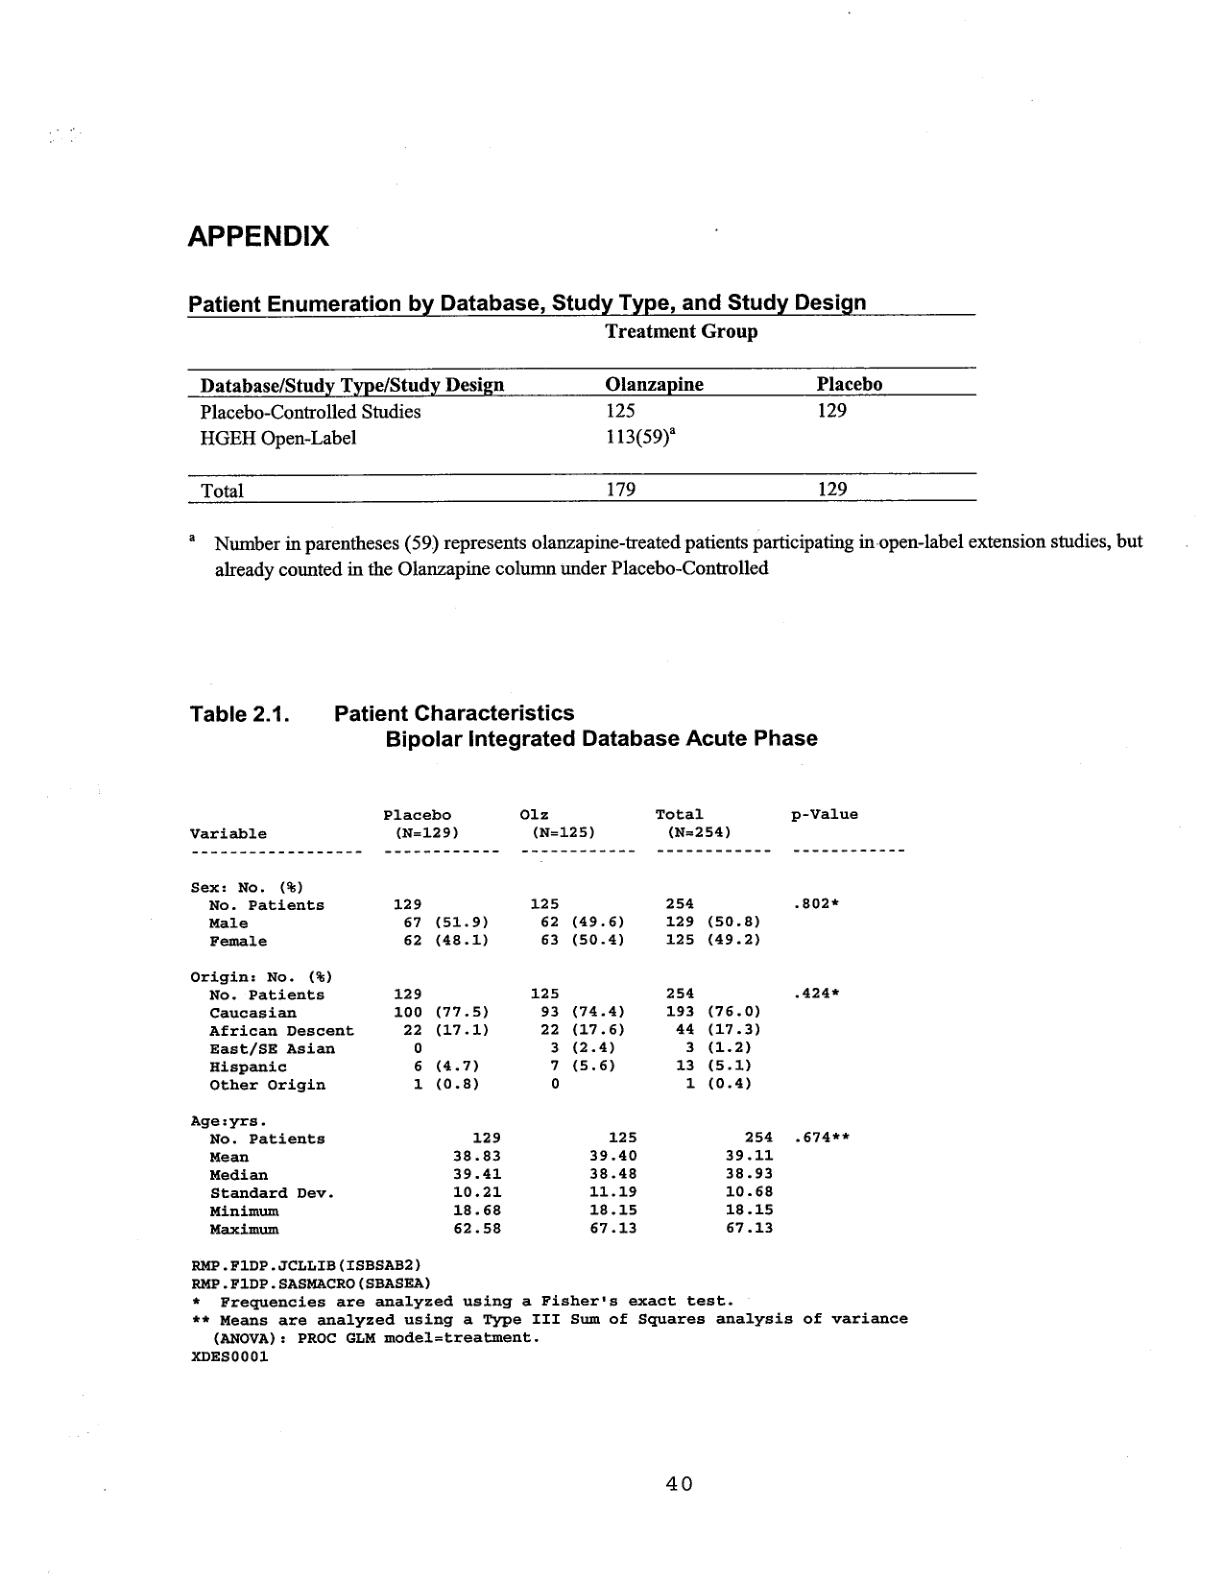 APPENDIX
Patient Enumeration by Database, Study Type, and Study Design
Treatment Group
Database/Study Type/Study Design Olanzapine Placebo
Placebo-Controlled Studies 125 129
HGEH Open-Label 113(59)a
Total 179 129
a Number in parentheses (59) represents olanzapine-treated patients participating in open-label extension studies, but
already counted in the Olanzapine column under Placebo-Controlled
Table 2.1. Patient Characteristics
Bipolar Integrated Database Acute Phase
Placebo Olz Total p-Value
Variable (N=129) (N=125) (N=254)
------------------ ------------ ------------ ------------ ------------
Sex: No. (%)
No. Patients 129 125 254 .802*
Male 67 (51.9) 62 (49.6) 129 (50.8)
Female 62 (48.1) 63 (50.4) 125 (49.2)
Origin: No. (%)
No. Patients 129 125 254 .424*
Caucasian 100 (77.5) 93 (74.4) 193 (76.0)
African Descent 22 (17.1) 22 (17.6) 44 (17.3)
East/SE Asian 0 3 (2.4) 3 (1.2)
Hispanic 6 (4.7) 7 (5.6) 13 (5.1)
Other Origin 1 (0.8) 0 1 (0.4)
Age:yrs.
No. Patients 129 125 254 .674**
Mean 38.83 39.40 39.11
Median 39.41 38.48 38.93
Standard Dev. 10.21 11.19 10.68
Minimum 18.68 18.15 18.15
Maximum 62.58 67.13 67.13
RMP.F1DP.JCLLIB(ISBSAB2)
RMP.F1DP.SASMACRO(SBASEA)
* Frequencies are analyzed using a Fisher's exact test.
** Means are analyzed using a Type III Sum of Squares analysis of variance
(ANOVA): PROC GLM model=treatment.
XDES0001
40